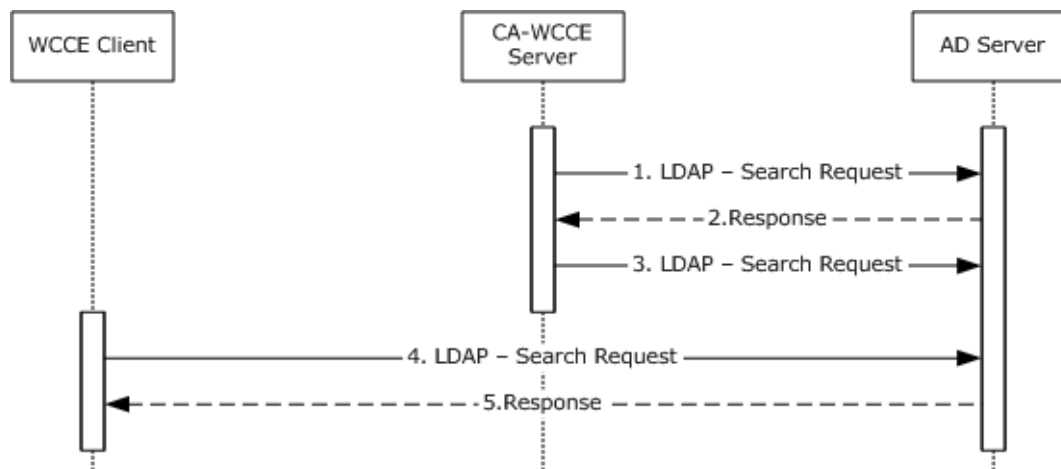 WCCE Client
CA-WCCE
Server
AD Server
1. LDAP – Search Request
2.Response
3. LDAP – Search Request
4. LDAP – Search Request
5.Response